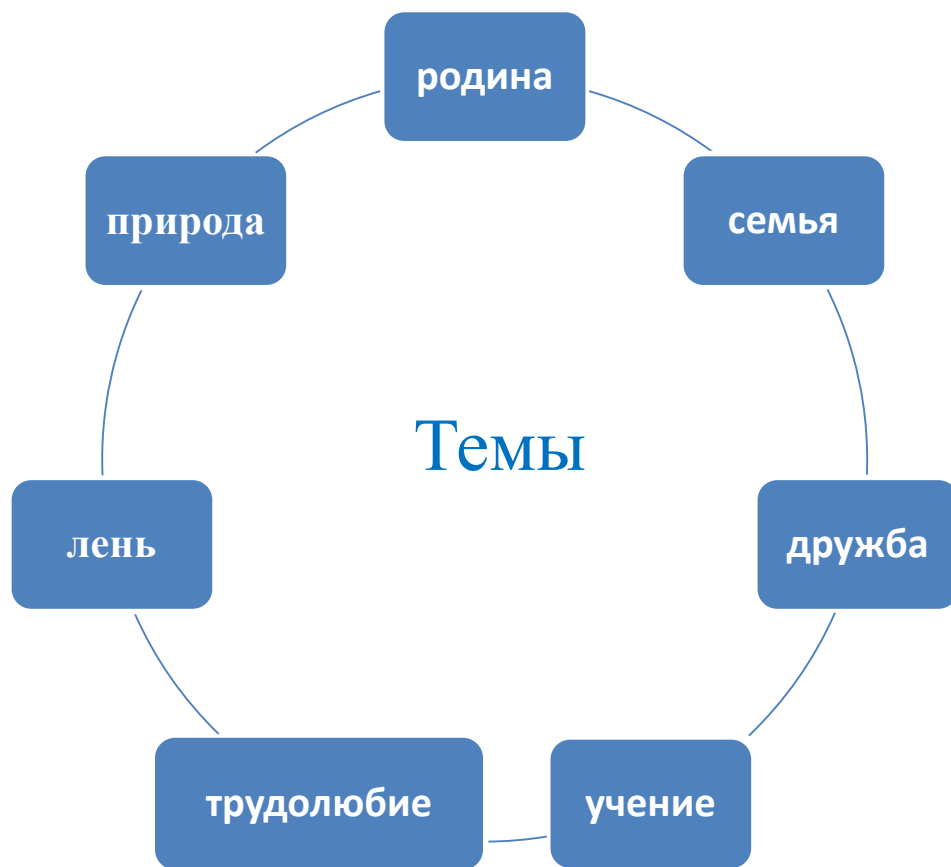 родина
семья
дружба
учение
трудолюбие
лень
природа
Темы